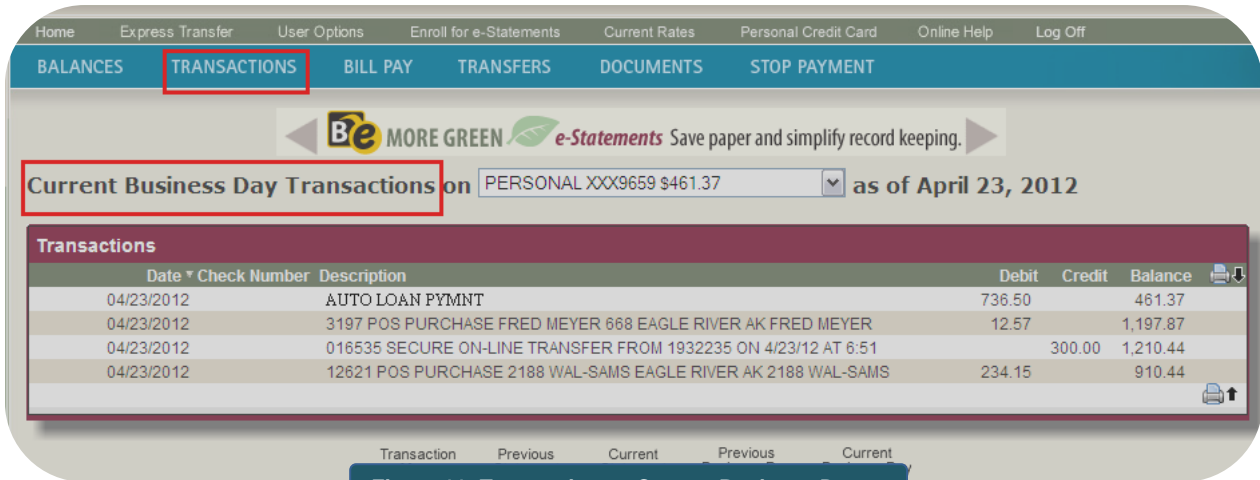 Home Express Transfer User Options Enroll for e-Statements Current Rates Personal Credit Card Online Help Log Off
BALANCES TRANSACTIONS BILL PAY TRANSFERS DOCUMENTS STOP PAYMENT
Be MORE GREEN e-Statements Save paper and simplify record keeping.
Current Business Day Transactions on PERSONAL XXX9659 $461.37 as of April 23, 2012
Transactions
Date Check Number Description Debit Credit Balance
04/23/2012 AUTO LOAN PYMNT 736.50 461.37
04/23/2012 3197 POS PURCHASE FRED MEYER 668 EAGLE RIVER AK FRED MEYER 12.57 1,197.87
04/23/2012 016535 SECURE ON-LINE TRANSFER FROM 1932235 ON 4/23/12 AT 6:51 300.00 1,210.44
04/23/2012 12621 POS PURCHASE 2188 WAL-SAMS EAGLE RIVER AK 2188 WAL-SAMS 234.15 910.44
Transaction Previous Current Previous Current